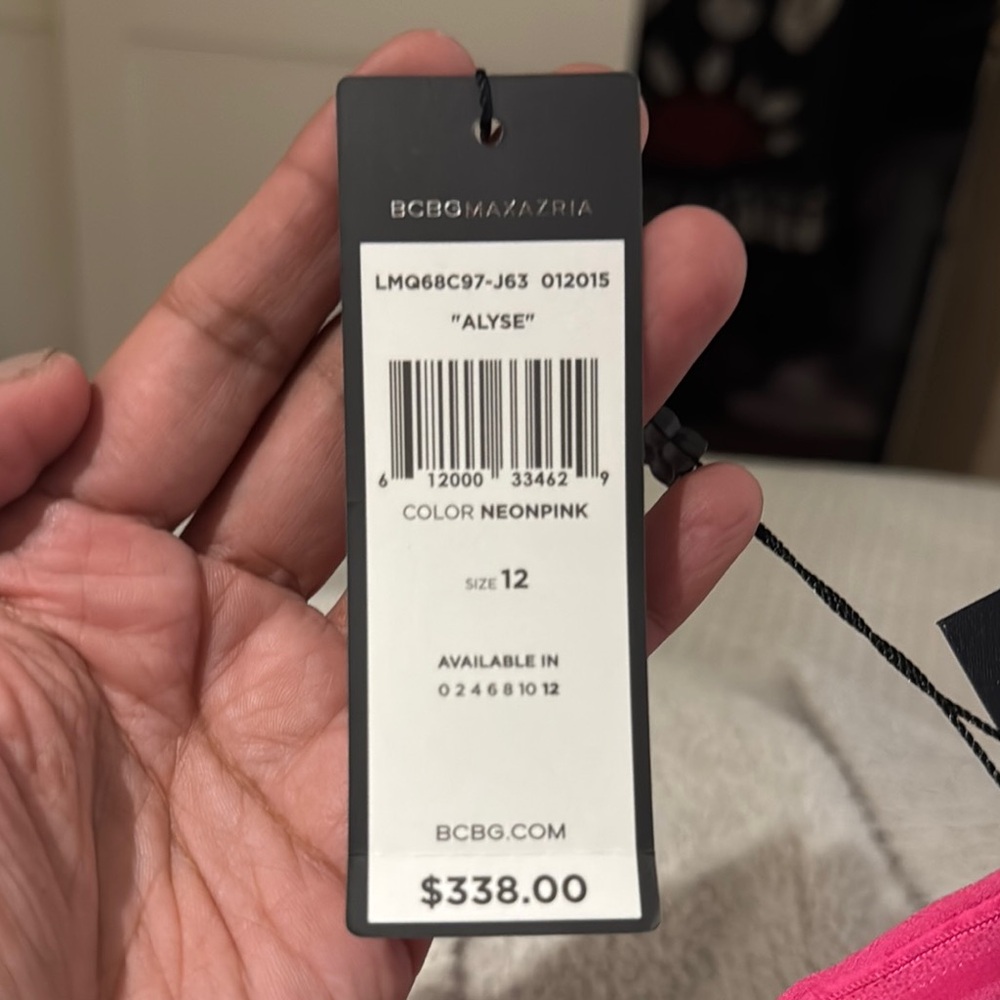 BCBGMAXAZRIA
LMQ68C97-J63 012015
"ALYSE"
6 12000 33462 9
COLOR NEONPINK
SIZE 12
AVAILABLE IN
0 2 4 6 8 10 12
BCBG.COM
$338.00